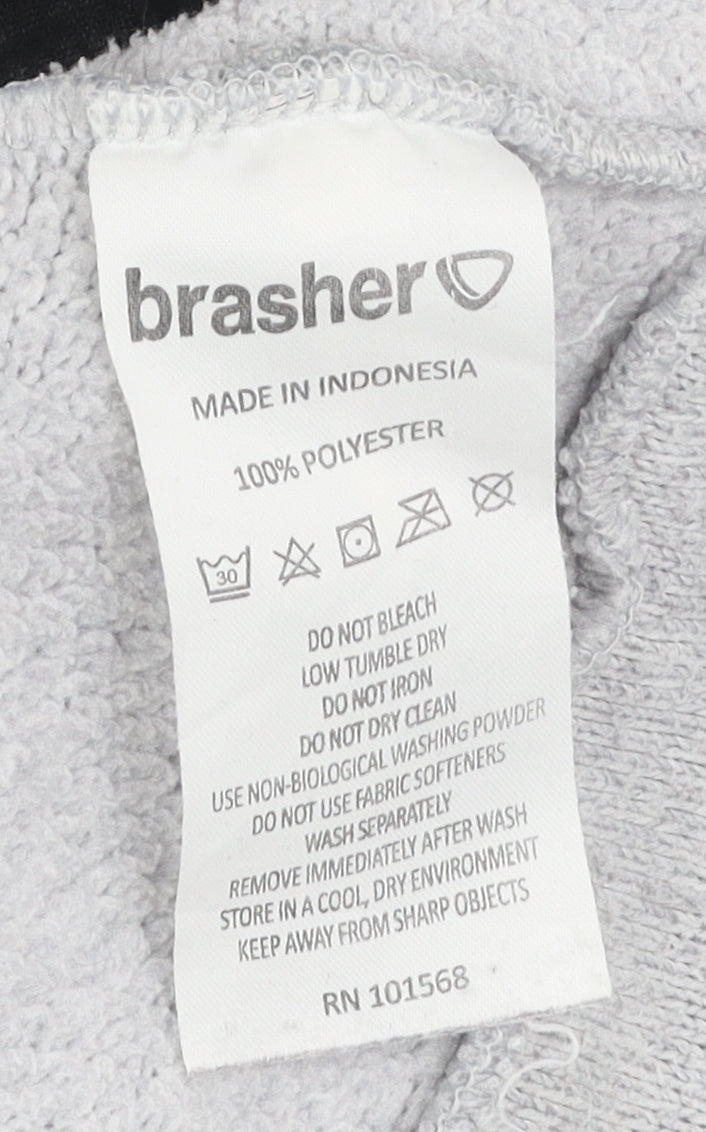 brasher
MADE IN INDONESIA
100% POLYESTER
30
DO NOT BLEACH
LOW TUMBLE DRY
DO NOT IRON
DO NOT DRY CLEAN
USE NON-BIOLOGICAL WASHING POWDER
DO NOT USE FABRIC SOFTENERS
WASH SEPARATELY
REMOVE IMMEDIATELY AFTER WASH
STORE IN A COOL, DRY ENVIRONMENT
KEEP AWAY FROM SHARP OBJECTS
RN 101568